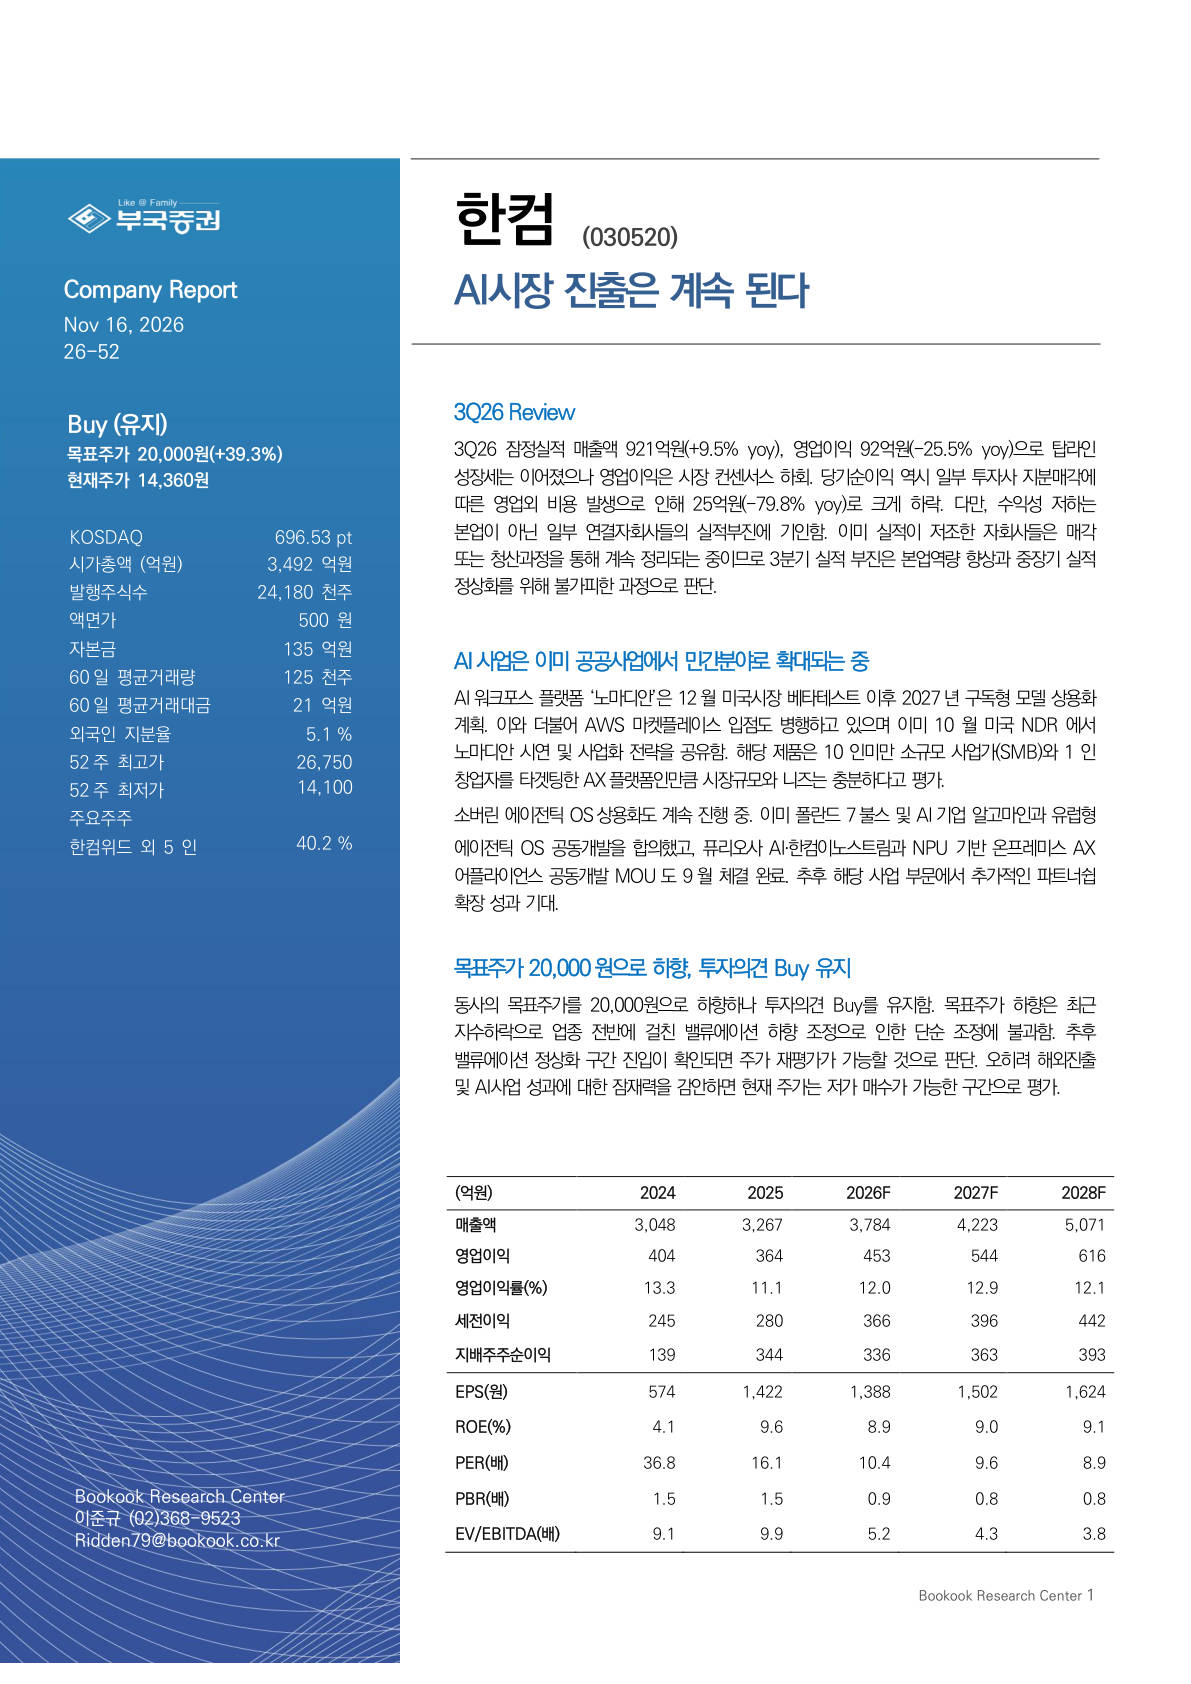 Like @ Family
부국증권
Company Report
Nov 16, 2026
26-52
Buy (유지)
목표주가 20,000원(+39.3%)
현재주가 14,360원
KOSDAQ 696.53 pt
시가총액 (억원) 3,492 억원
발행주식수 24,180 천주
액면가 500 원
자본금 135 억원
60일 평균거래량 125 천주
60일 평균거래대금 21 억원
외국인 지분율 5.1 %
52주 최고가 26,750
52주 최저가 14,100
주요주주
한컴위드 외 5 인 40.2 %
Bookook Research Center
이준규 (02)368-9523
Ridden79@bookook.co.kr
한컴 (030520)
AI시장 진출은 계속 된다
3Q26 Review
3Q26 잠정실적 매출액 921억원(+9.5% yoy), 영업이익 92억원(-25.5% yoy)으로 탑라인
성장세는 이어졌으나 영업이익은 시장 컨센서스 하회. 당기순이익 역시 일부 투자사 지분매각에
따른 영업외 비용 발생으로 인해 25억원(-79.8% yoy)로 크게 하락. 다만, 수익성 저하는
본업이 아닌 일부 연결자회사들의 실적부진에 기인함. 이미 실적이 저조한 자회사들은 매각
또는 청산과정을 통해 계속 정리되는 중이므로 3분기 실적 부진은 본업역량 향상과 중장기 실적
정상화를 위해 불가피한 과정으로 판단.
AI 사업은 이미 공공사업에서 민간분야로 확대되는 중
AI 워크포스 플랫폼 ‘노마디안’은 12월 미국시장 베타테스트 이후 2027년 구독형 모델 상용화
계획. 이와 더불어 AWS 마켓플레이스 입점도 병행하고 있으며 이미 10 월 미국 NDR 에서
노마디안 시연 및 사업화 전략을 공유함. 해당 제품은 10 인미만 소규모 사업가(SMB)와 1 인
창업자를 타겟팅한 AX 플랫폼인만큼 시장규모와 니즈는 충분하다고 평가.
소버린 에이전틱 OS 상용화도 계속 진행 중. 이미 폴란드 7불스 및 AI 기업 알고마인과 유럽형
에이전틱 OS 공동개발을 합의했고, 퓨리오사 AI·한컴이노스트림과 NPU 기반 온프레미스 AX
어플라이언스 공동개발 MOU 도 9월 체결 완료. 추후 해당 사업 부문에서 추가적인 파트너쉽
확장 성과 기대.
목표주가 20,000원으로 하향, 투자의견 Buy 유지
동사의 목표주가를 20,000원으로 하향하나 투자의견 Buy를 유지함. 목표주가 하향은 최근
지수하락으로 업종 전반에 걸친 밸류에이션 하향 조정으로 인한 단순 조정에 불과함. 추후
밸류에이션 정상화 구간 진입이 확인되면 주가 재평가가 가능할 것으로 판단. 오히려 해외진출
및 AI사업 성과에 대한 잠재력을 감안하면 현재 주가는 저가 매수가 가능한 구간으로 평가.
(억원) 2024 2025 2026F 2027F 2028F
매출액 3,048 3,267 3,784 4,223 5,071
영업이익 404 364 453 544 616
영업이익률(%) 13.3 11.1 12.0 12.9 12.1
세전이익 245 280 366 396 442
지배주주순이익 139 344 336 363 393
EPS(원) 574 1,422 1,388 1,502 1,624
ROE(%) 4.1 9.6 8.9 9.0 9.1
PER(배) 36.8 16.1 10.4 9.6 8.9
PBR(배) 1.5 1.5 0.9 0.8 0.8
EV/EBITDA(배) 9.1 9.9 5.2 4.3 3.8
Bookook Research Center 1